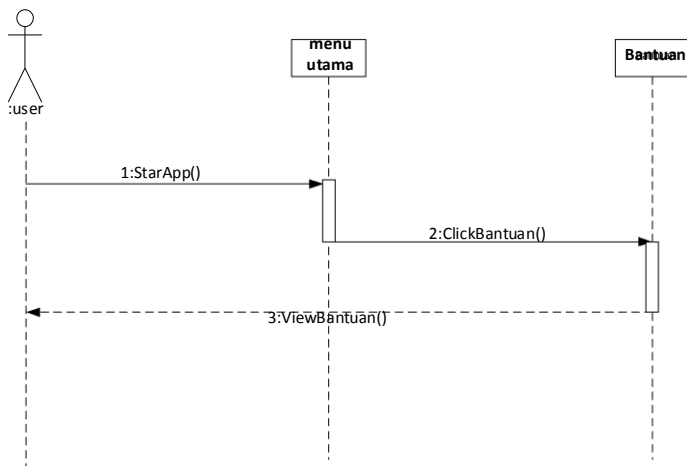 menu
utama
Bantuan
:user
1:StarApp()
2:ClickBantuan()
3:ViewBantuan()